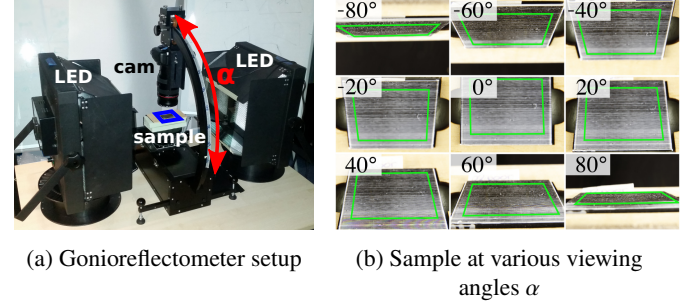 LED
cam
α
LED
sample
-80°
-60°
-40°
-20°
0°
20°
40°
60°
80°
(a) Gonioreflectometer setup
(b) Sample at various viewing
angles α